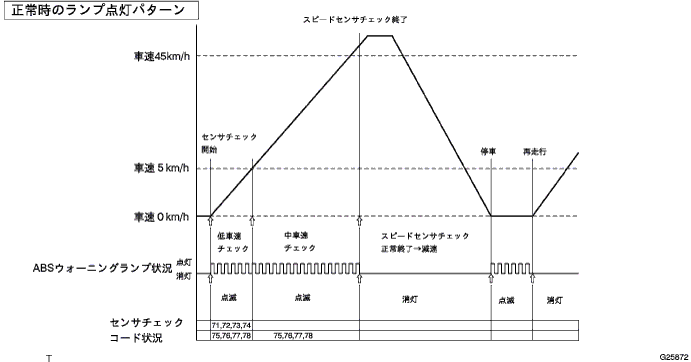 正常時のランプ点灯パターン
スピードセンサチェック終了
車速45km/h
センサチェック
開始
停車
再走行
車速5km/h
車速0km/h
低車速
チェック
中車速
チェック
スピードセンサチェック
正常終了→減速
ABSウォーニングランプ状況
点灯
消灯
点滅
点滅
消灯
点滅
消灯
センサチェック
コード状況
71,72,73,74
75,76,77,78
75,76,77,78
T
G25872